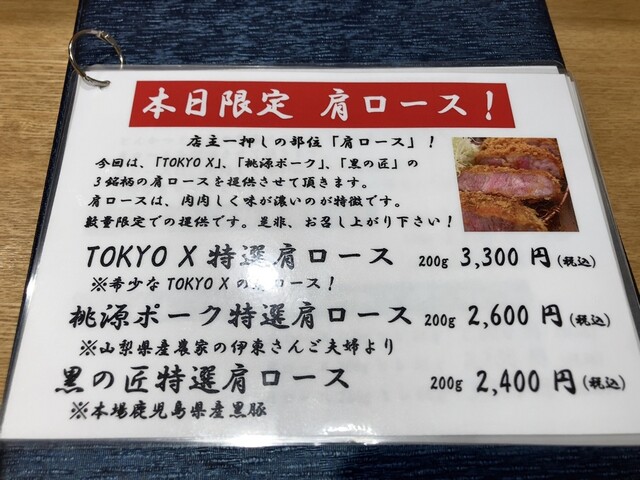 本日限定 肩ロース！
店主一押しの部位「肩ロース」！
今回は、「TOKYO X」、「桃源ポーク」、「黒の匠」の
3銘柄の肩ロースを提供させて頂きます。
肩ロースは、肉肉しく味が濃いのが特徴です。
数量限定での提供です。是非、お召し上がり下さい！
TOKYO X 特選肩ロース 200g 3,300円(税込)
※希少な TOKYO X の肩ロース！
桃源ポーク特選肩ロース 200g 2,600円(税込)
※山梨県産農家の伊東さんご夫婦より
黒の匠特選肩ロース 200g 2,400円(税込)
※本場鹿児島県産黒豚